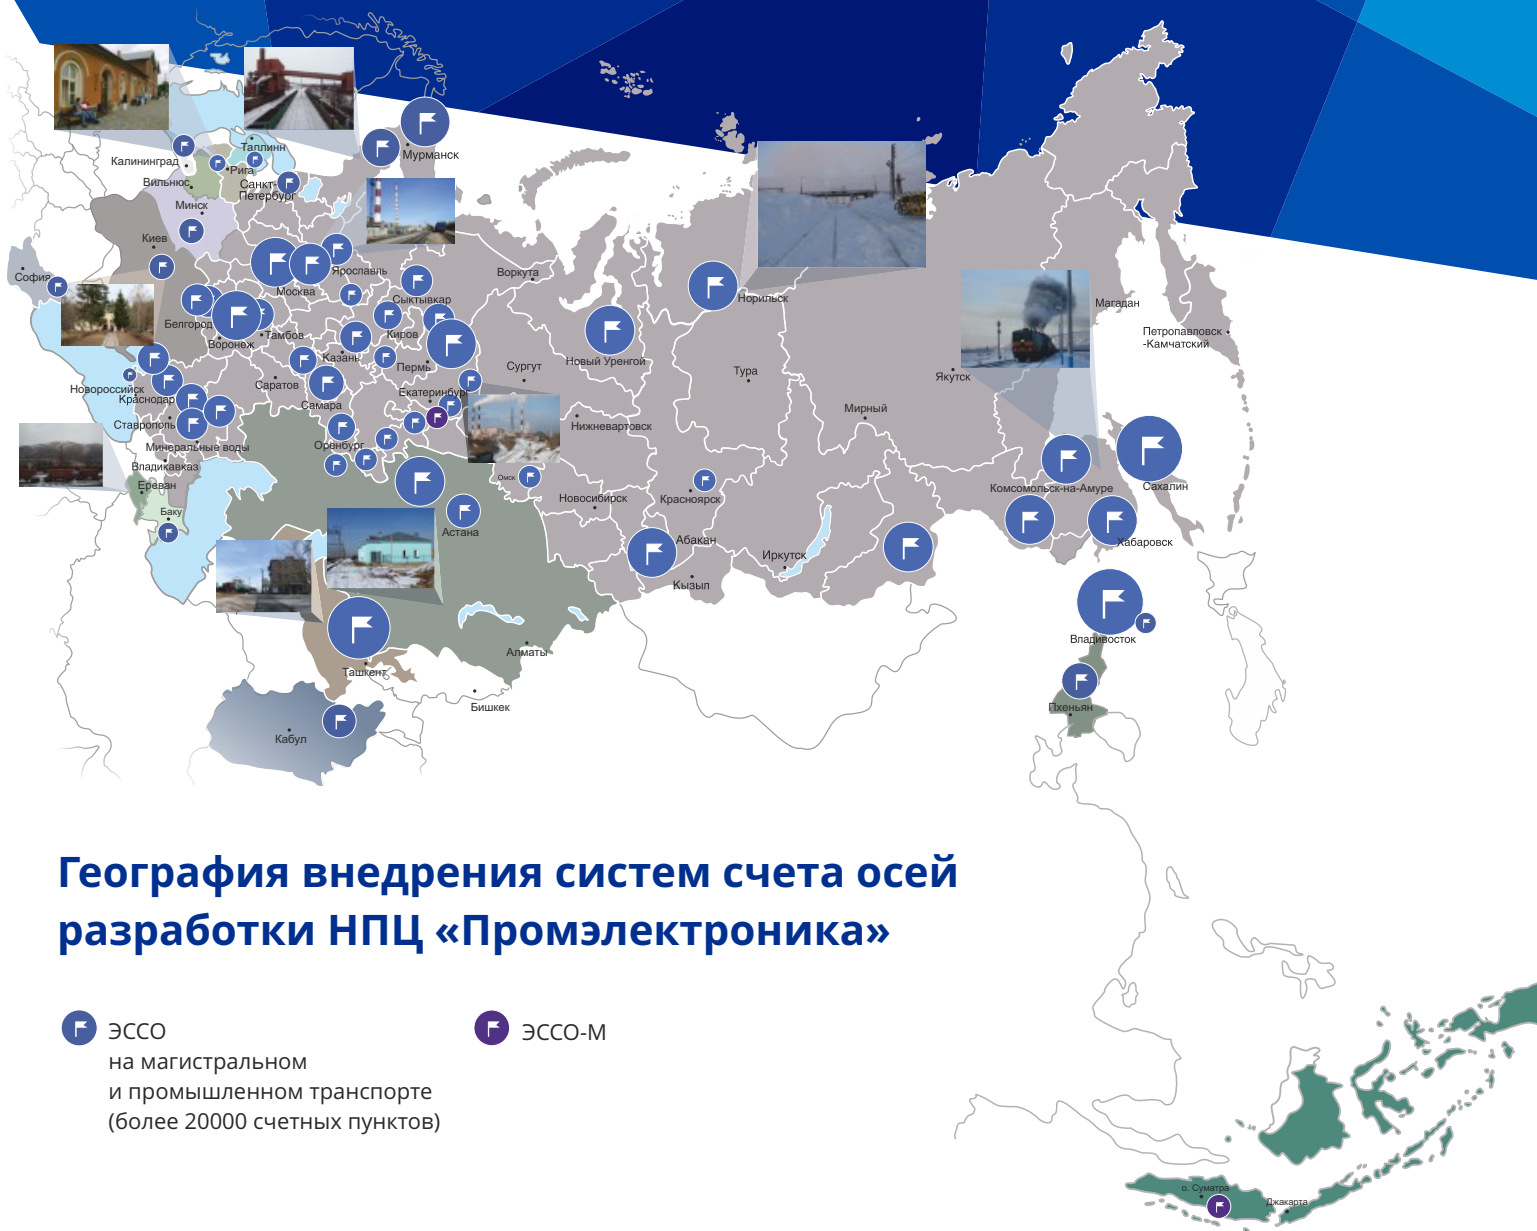 Таллинн
Калининград
Рига
Мурманск
Вильнюс
Санкт-
Петербург
Минск
Киев
София
Ярославль
Воркута
Москва
Сыктывкар
Норильск
Магадан
Белгород
Тамбов
Киров
Петропавловск
-Камчатский
Воронеж
Казань
Пермь
Новый Уренгой
Сургут
Тура
Якутск
Новороссийск
Саратов
Екатеринбург
Краснодар
Самара
Мирный
Ставрополь
Нижневартовск
Минеральные воды
Оренбург
Владикавказ
Омск
Ереван
Новосибирск
Красноярск
Комсомольск-на-Амуре
Сахалин
Баку
Астана
Абакан
Хабаровск
Иркутск
Кызыл
Владивосток
Алматы
Ташкент
Бишкек
Пхеньян
Кабул
География внедрения систем счета осей
разработки НПЦ «Промэлектроника»
ЭССО
на магистральном
и промышленном транспорте
(более 20000 счетных пунктов)
ЭССО-М
о. Суматра
Джакарта